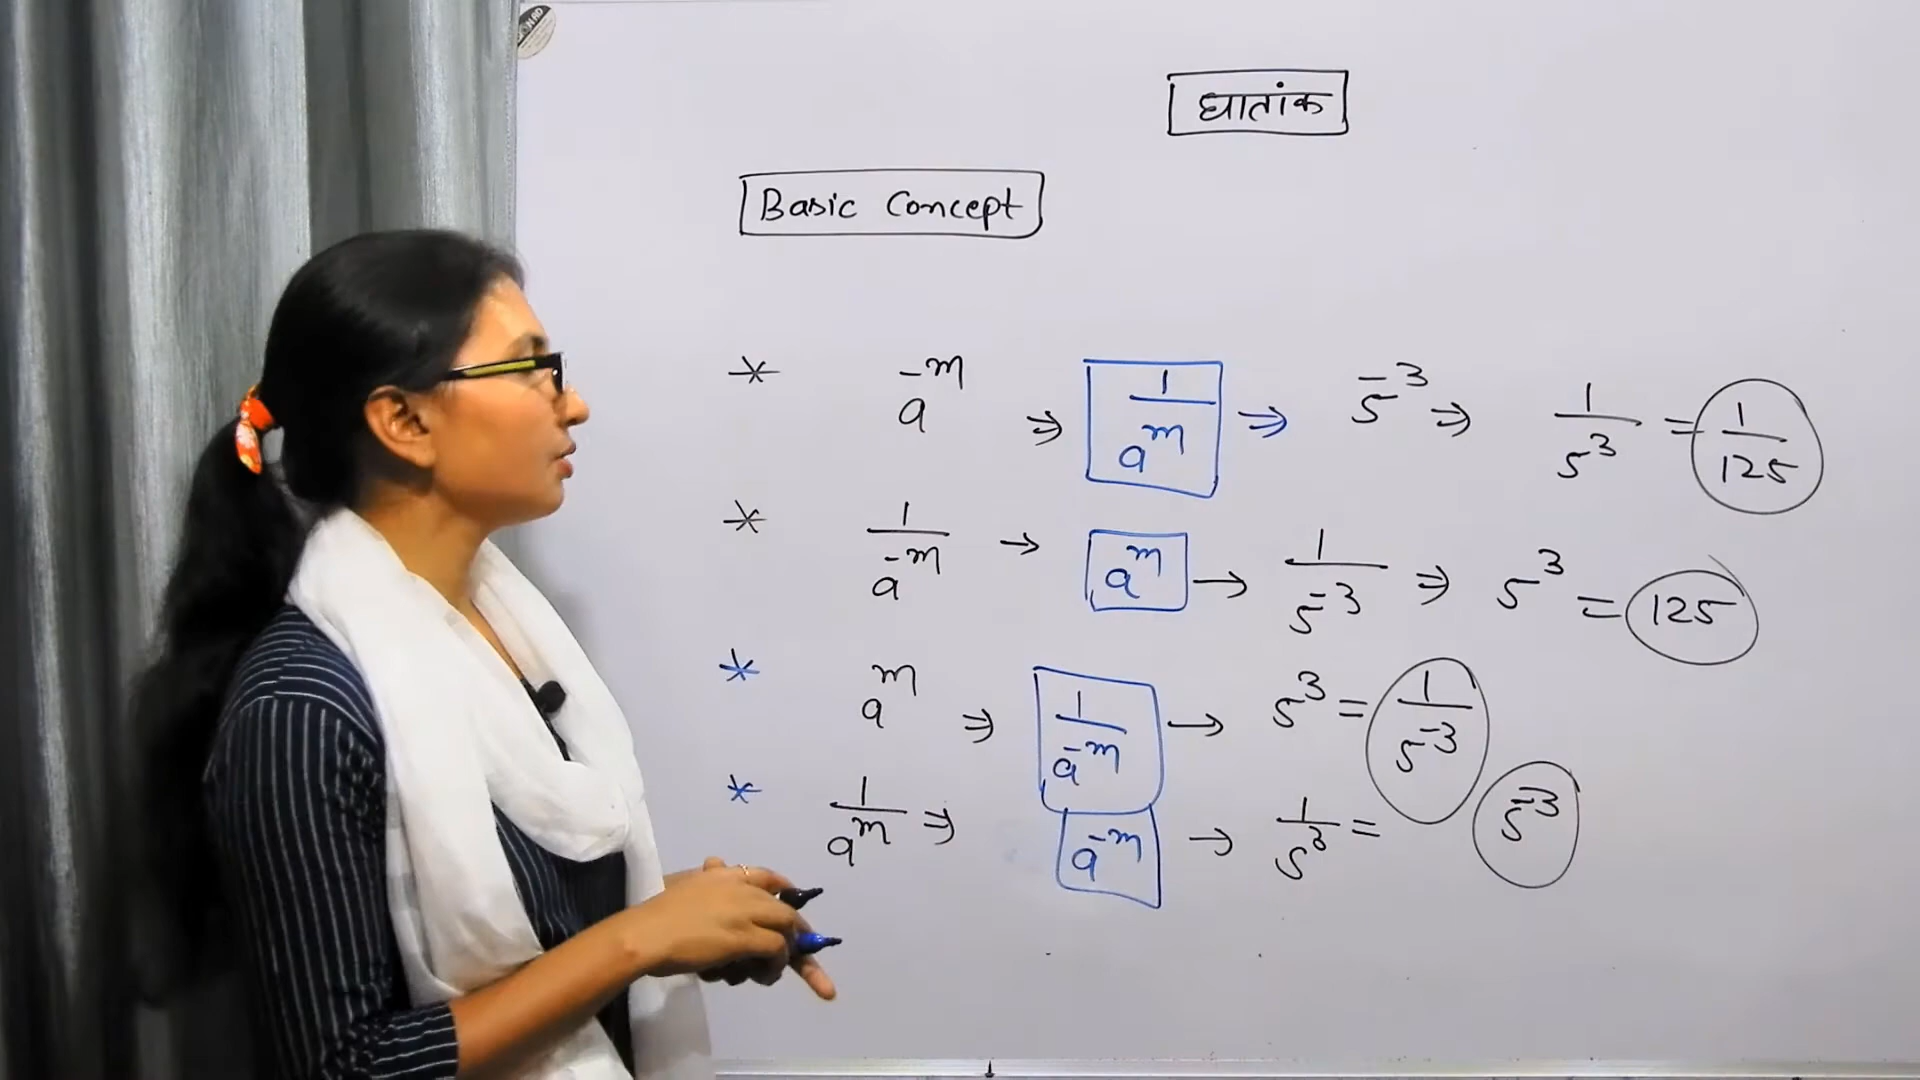 घातांक
Basic Concept
* a^-m ⇒ 1/a^m ⇒ 5^-3 ⇒ 1/5^3 = 1/125
* 1/a^-m → a^m → 1/5^-3 ⇒ 5^3 = 125
* a^m ⇒ 1/a^-m → 5^3 = 1/5^-3
* 1/a^m ⇒ a^-m → 1/5^3 = 5^-3